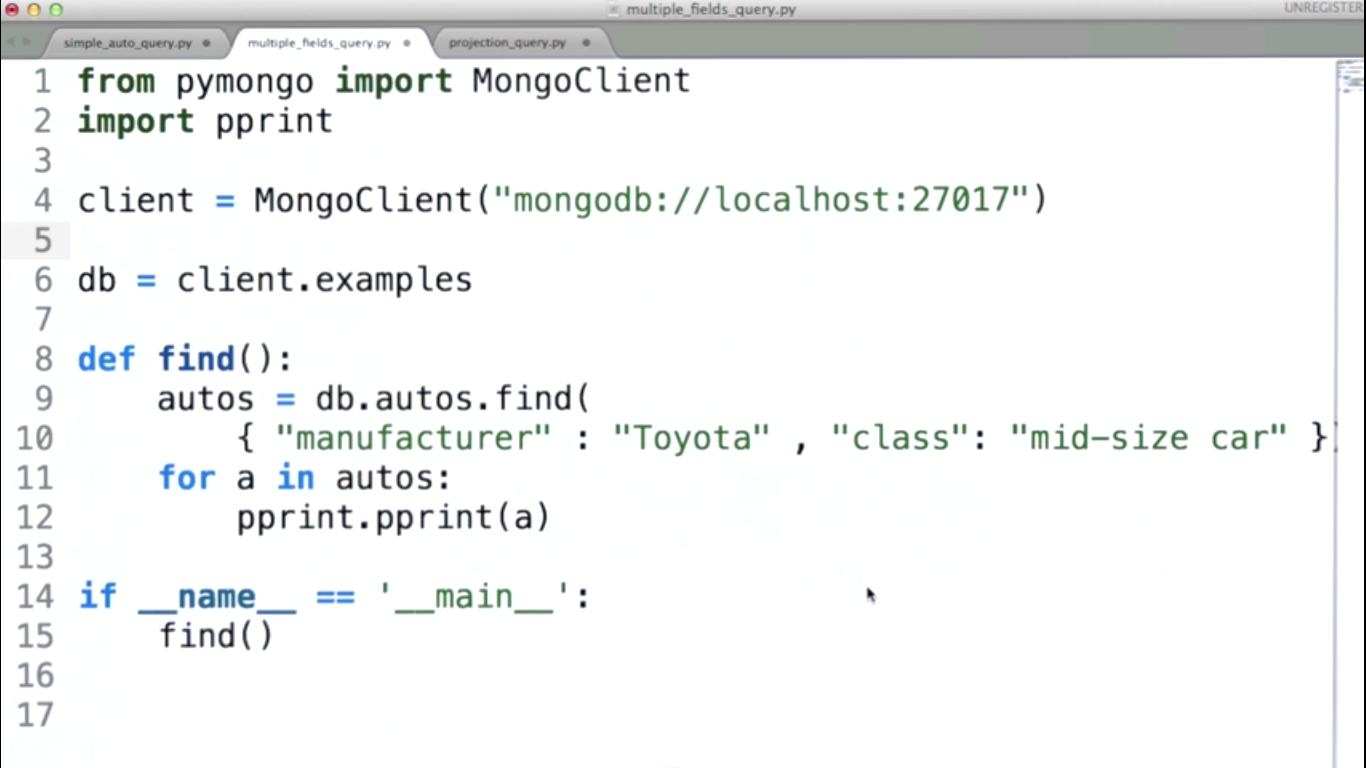 multiple_fields_query.py
UNREGISTER
simple_auto_query.py
multiple_fields_query.py
projection_query.py
1 from pymongo import MongoClient
2 import pprint
3
4 client = MongoClient("mongodb://localhost:27017")
5
6 db = client.examples
7
8 def find():
9     autos = db.autos.find(
10         { "manufacturer" : "Toyota" , "class": "mid-size car" })
11     for a in autos:
12         pprint.pprint(a)
13
14 if __name__ == '__main__':
15     find()
16
17